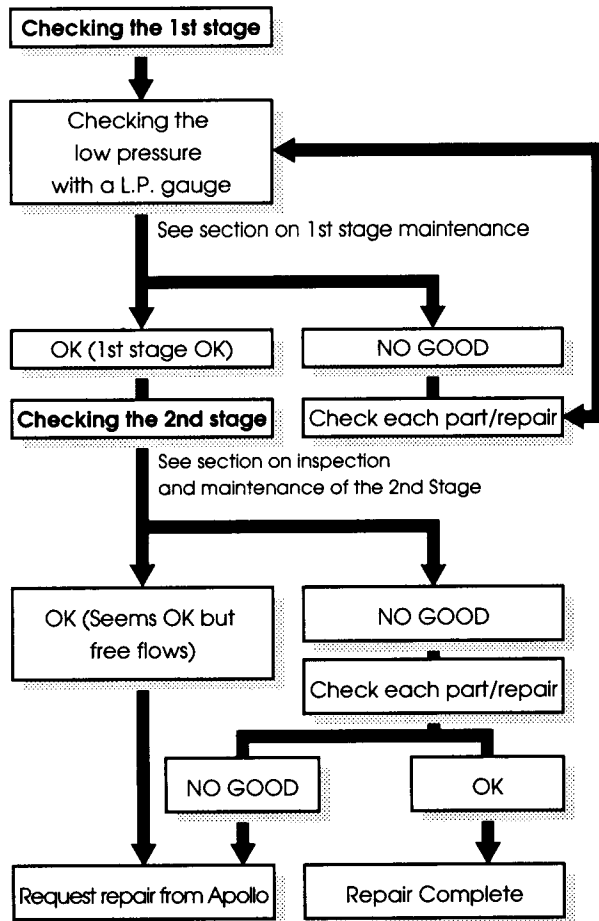 Checking the 1st stage
Checking the
low pressure
with a L.P. gauge
See section on 1st stage maintenance
OK (1st stage OK)
NO GOOD
Checking the 2nd stage
Check each part/repair
See section on inspection
and maintenance of the 2nd Stage
OK (Seems OK but
free flows)
NO GOOD
Check each part/repair
NO GOOD
OK
Request repair from Apollo
Repair Complete